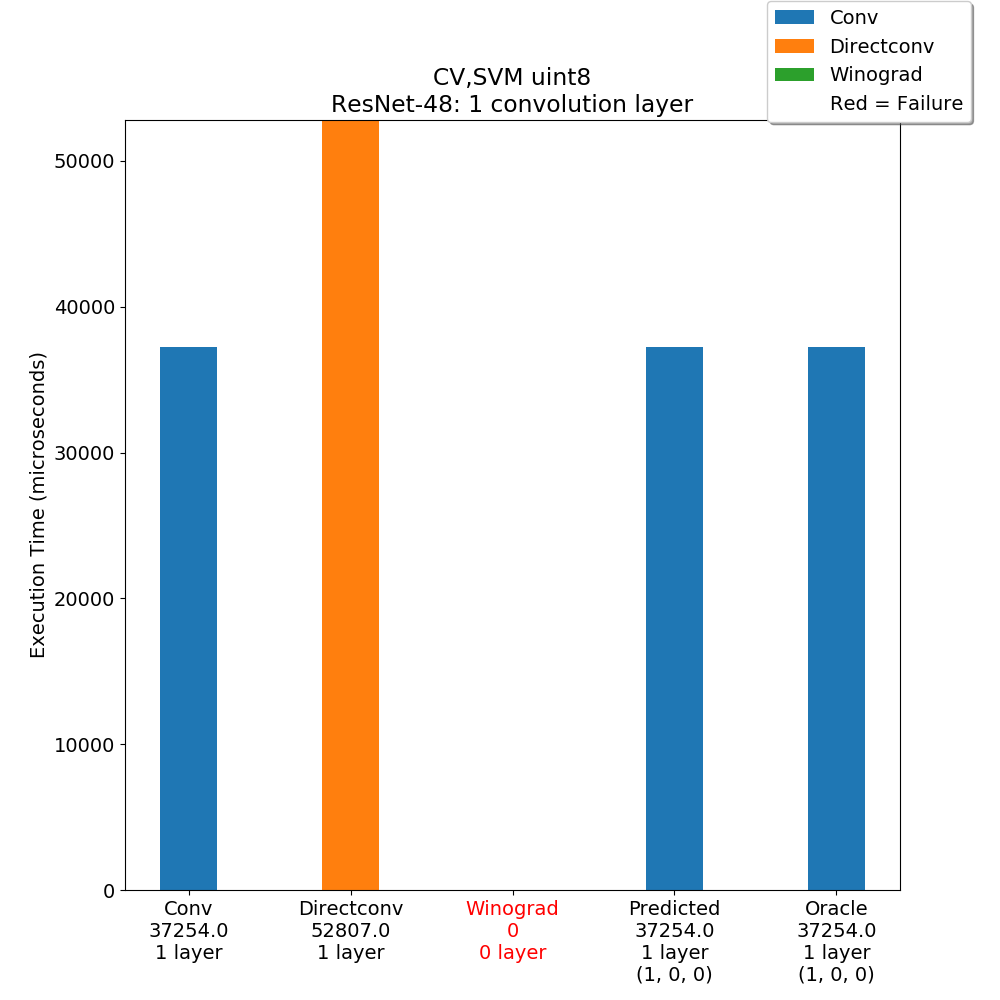 Conv
Directconv
Winograd
Red = Failure
CV,SVM uint8
ResNet-48: 1 convolution layer
Execution Time (microseconds)
50000
40000
30000
20000
10000
0
Conv
37254.0
1 layer
Directconv
52807.0
1 layer
Winograd
0
0 layer
Predicted
37254.0
1 layer
(1, 0, 0)
Oracle
37254.0
1 layer
(1, 0, 0)